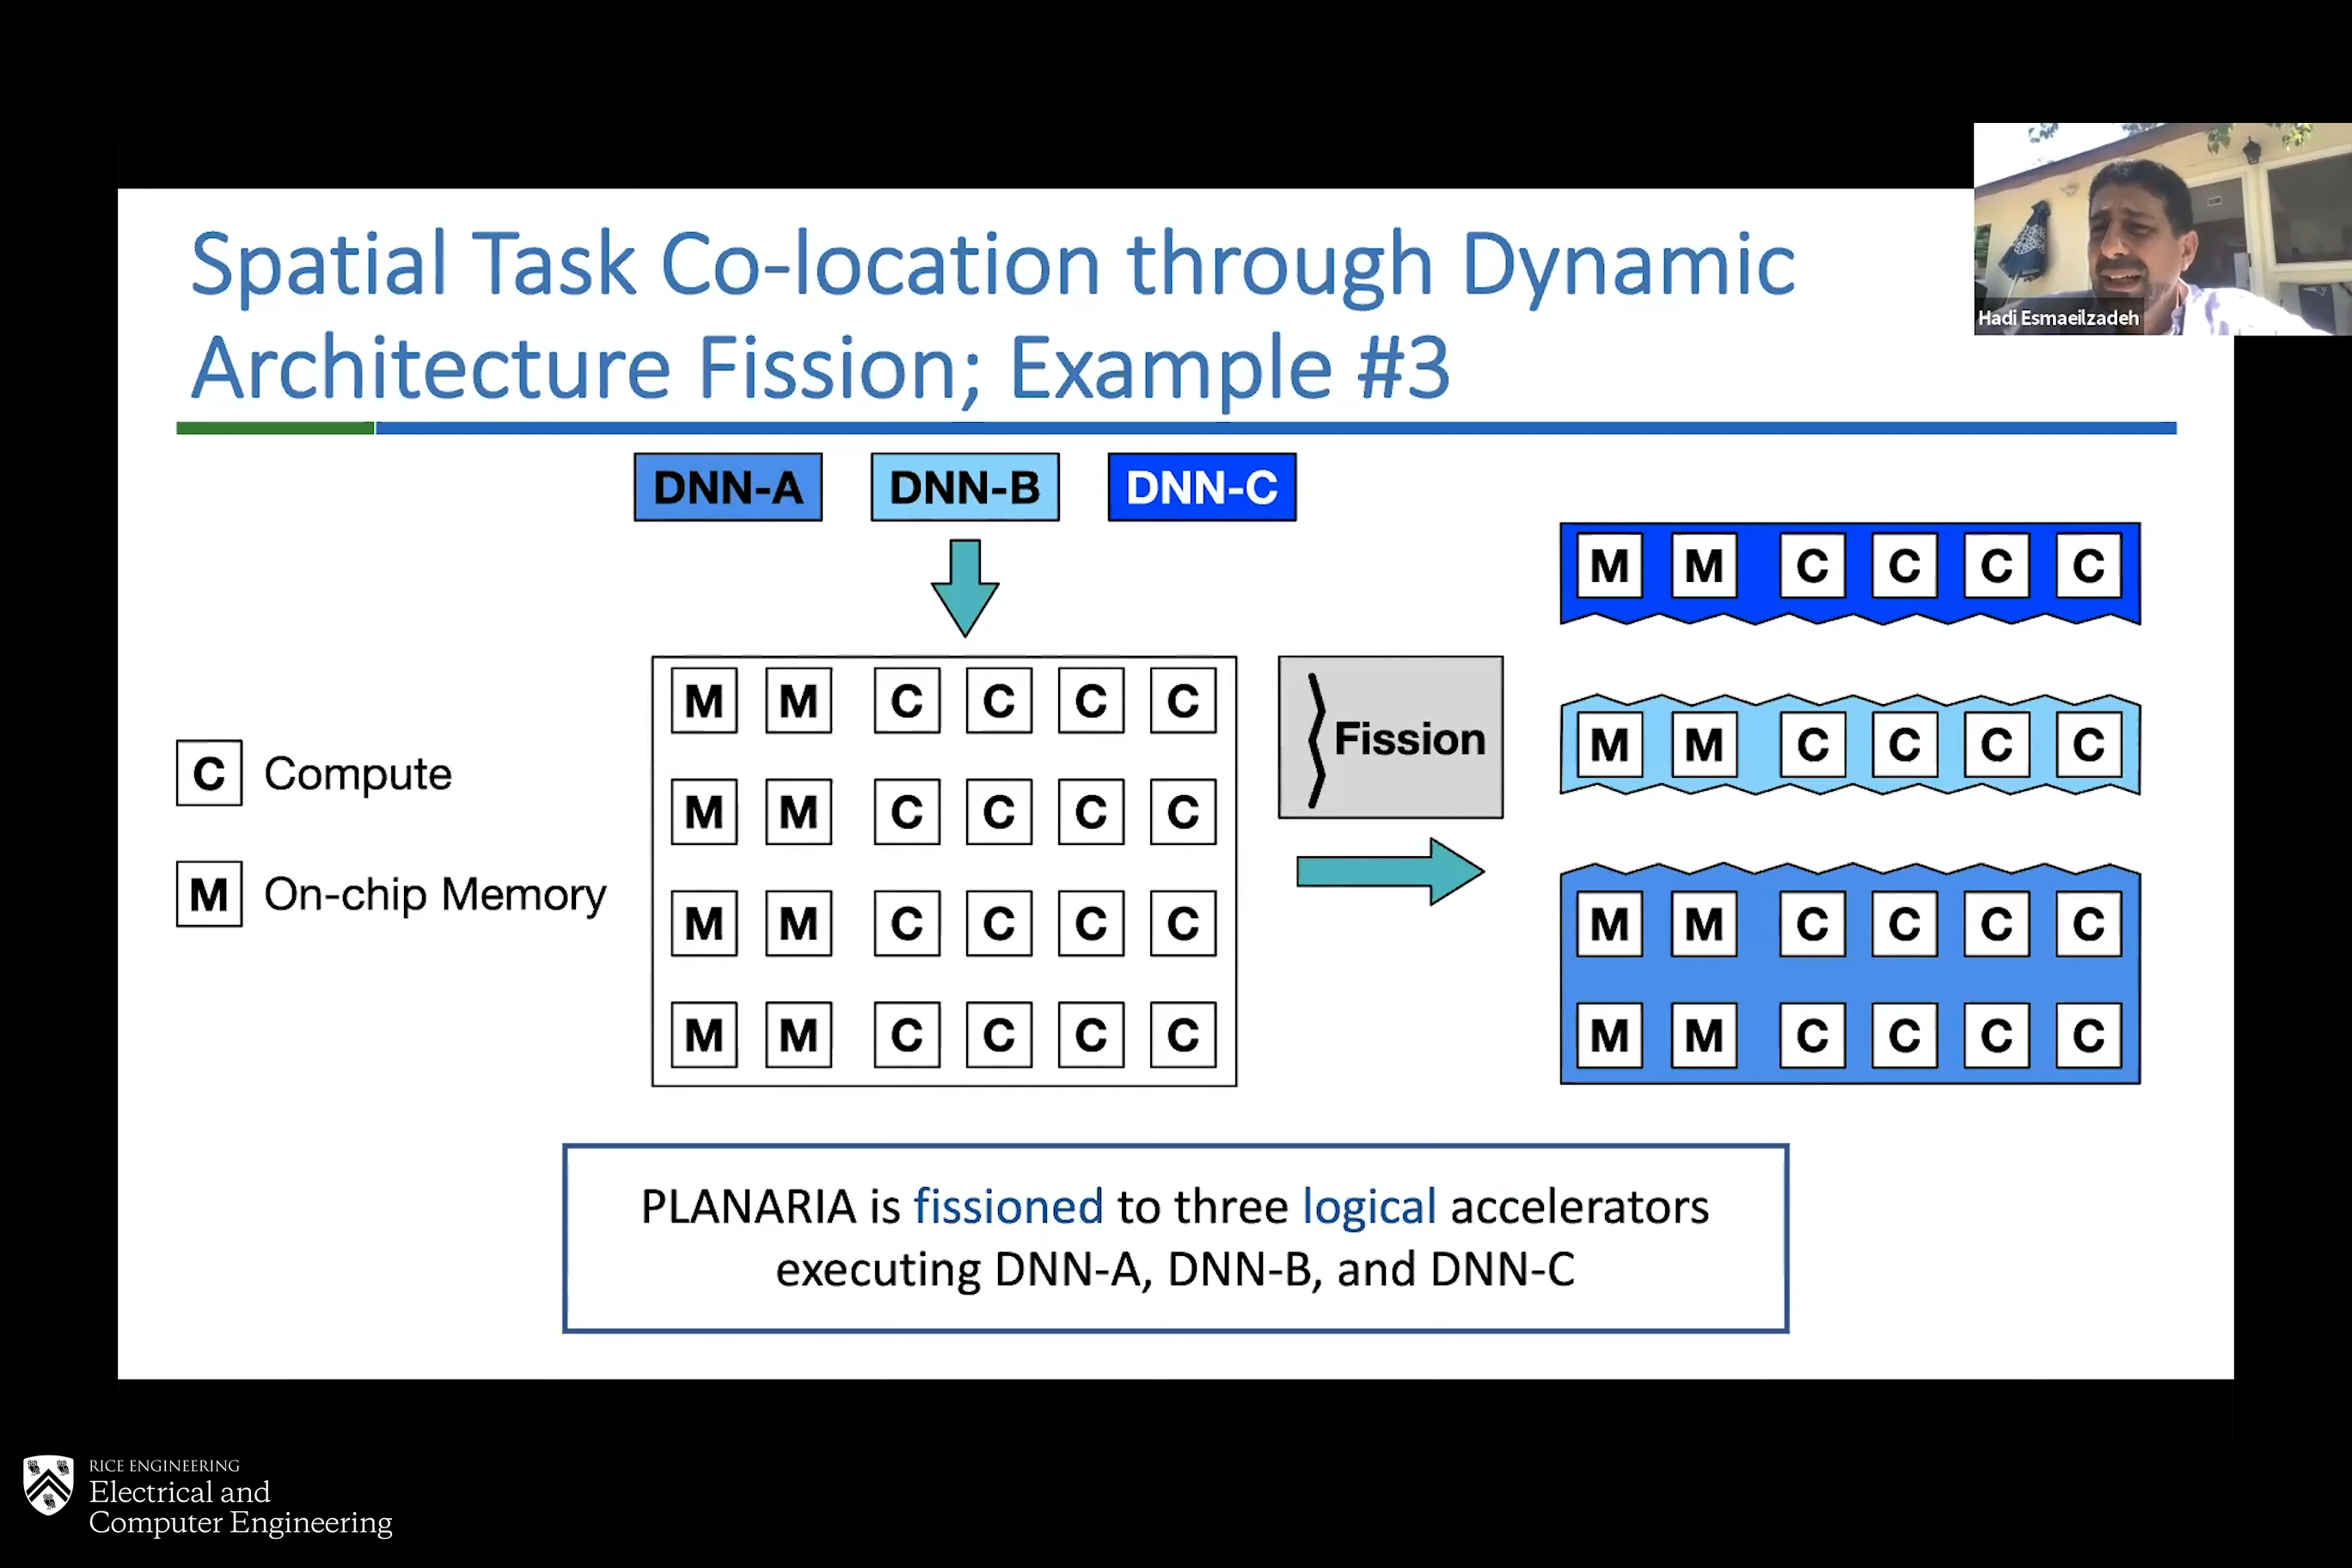 Spatial Task Co-location through Dynamic
Architecture Fission; Example #3
Hadi Esmaeilzadeh
DNN-A DNN-B DNN-C
M M C C C C
M M C C C C
M M C C C C
M M C C C C
C Compute
M On-chip Memory
Fission
M M C C C C
M M C C C C
M M C C C C
M M C C C C
PLANARIA is fissioned to three logical accelerators
executing DNN-A, DNN-B, and DNN-C
RICE ENGINEERING
Electrical and
Computer Engineering